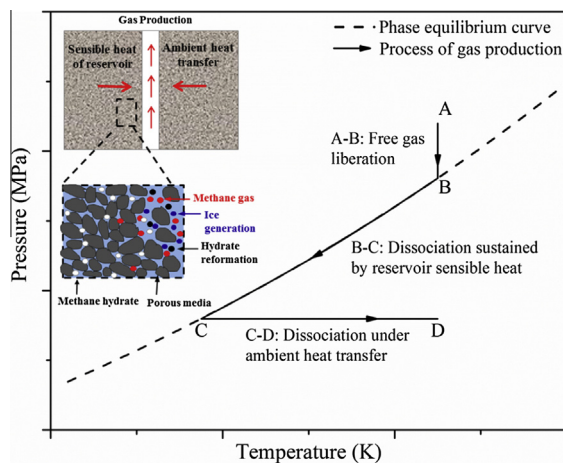 Gas Production
Sensible heat
of reservoir
Ambient heat
transfer
Phase equilibrium curve
Process of gas production
A
A-B: Free gas
liberation
B
Methane gas
Ice
generation
Hydrate
reformation
Methane hydrate
Porous media
B-C: Dissociation sustained
by reservoir sensible heat
C
D
C-D: Dissociation under
ambient heat transfer
Pressure (MPa)
Temperature (K)